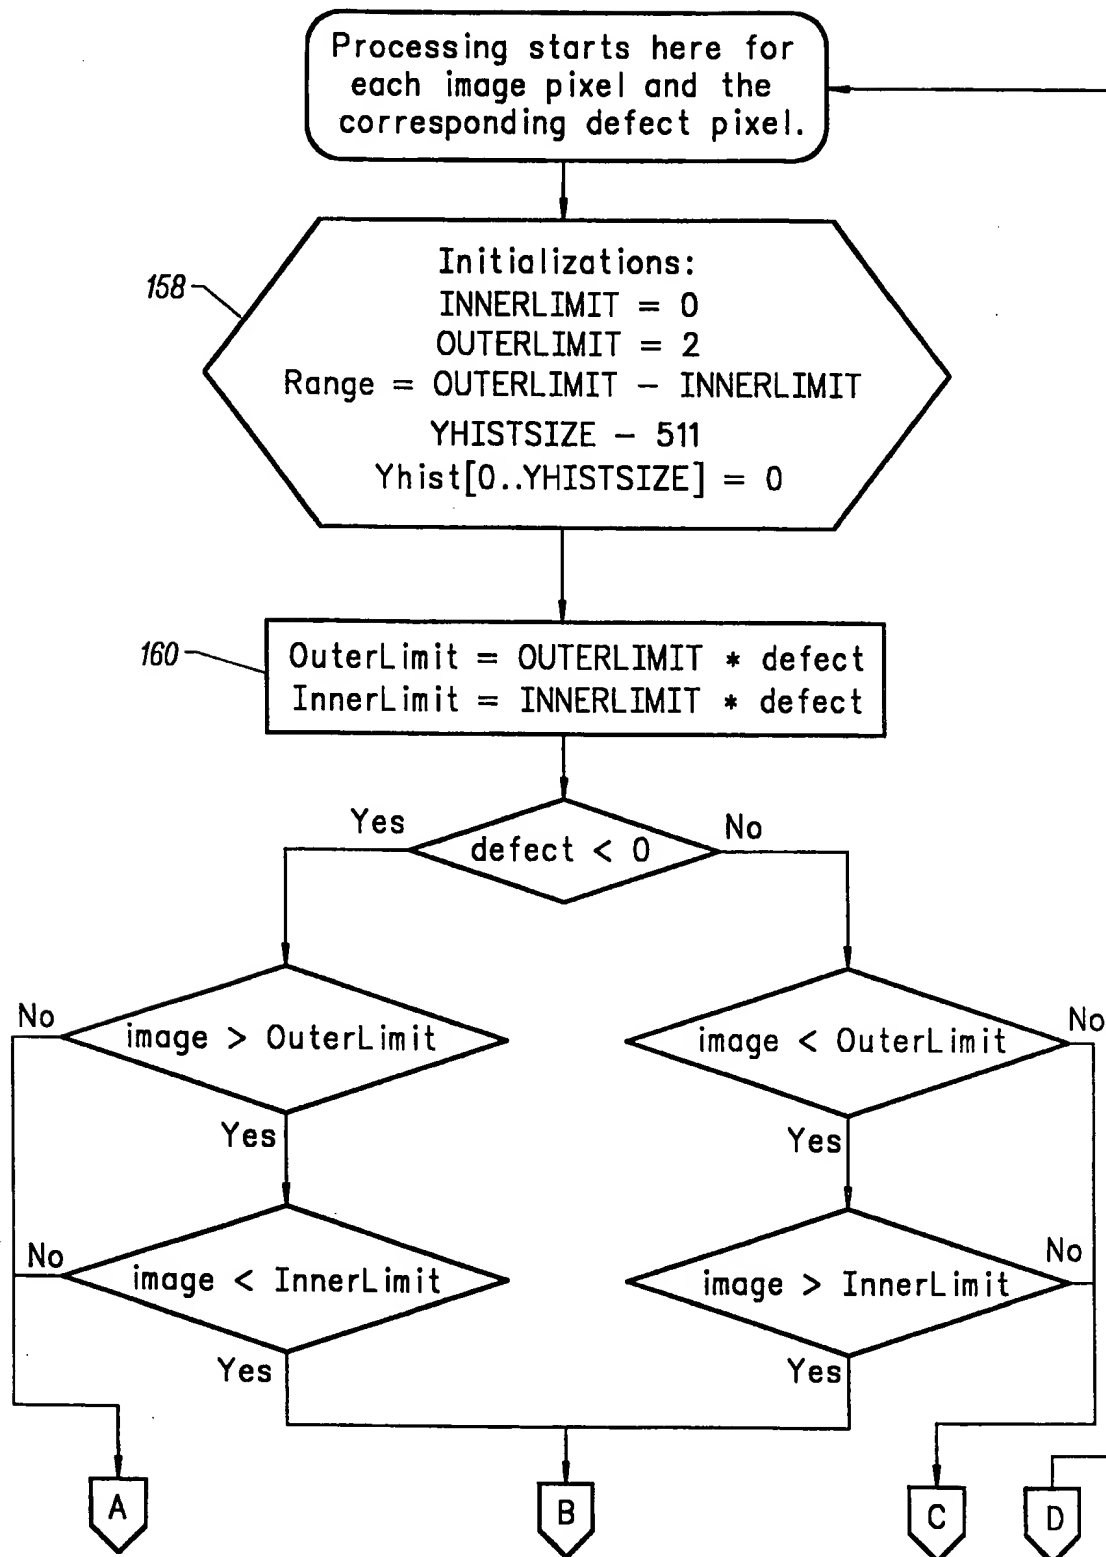 Processing starts here for
each image pixel and the
corresponding defect pixel.
158
Initializations:
INNERLIMIT = 0
OUTERLIMIT = 2
Range = OUTERLIMIT - INNERLIMIT
YHISTSIZE - 511
Yhist[0..YHISTSIZE] = 0
160
OuterLimit = OUTERLIMIT * defect
InnerLimit = INNERLIMIT * defect
Yes
defect < 0
No
No
image > OuterLimit
image < OuterLimit
No
Yes
Yes
No
image < InnerLimit
image > InnerLimit
No
Yes
Yes
A
B
C
D